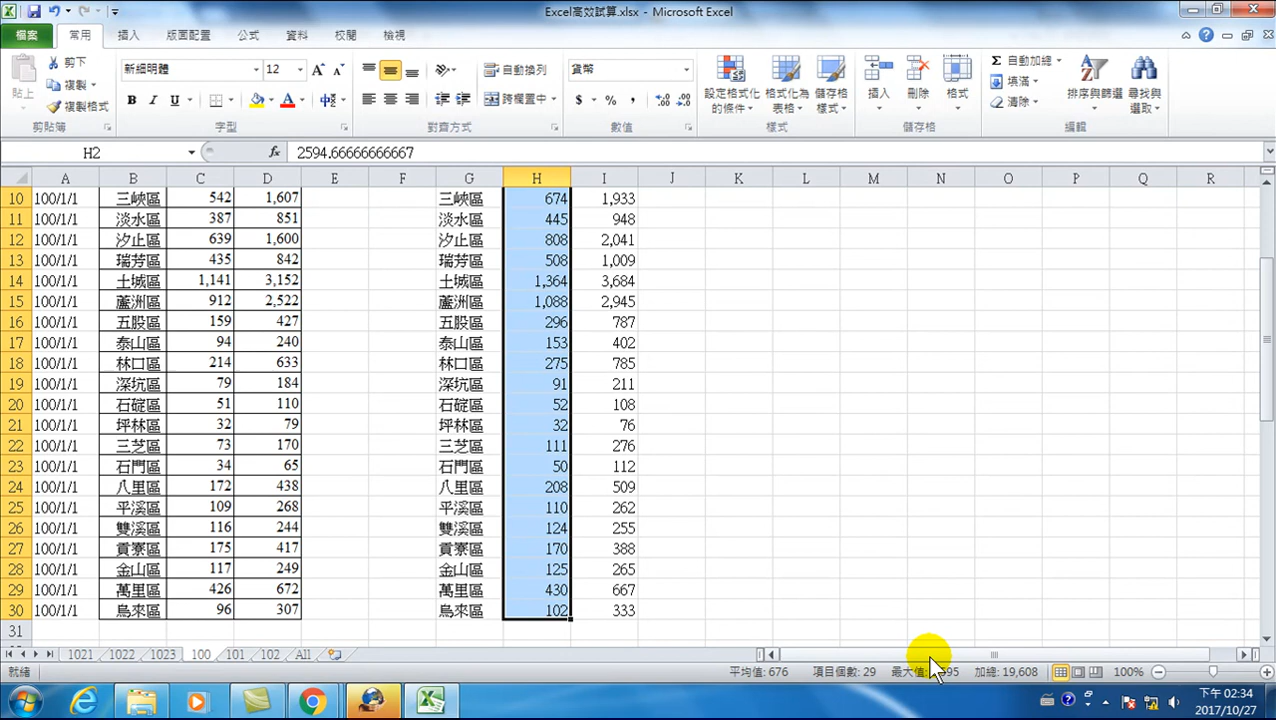 Excel高效試算.xlsx - Microsoft Excel
檔案 常用 插入 版面配置 公式 資料 校閱 檢視
貼上 剪下 複製 複製格式 剪貼簿
新細明體 12 B I U A 字型
自動換列 跨欄置中 對齊方式
貨幣 $ % , 數值
設定格式化的條件 格式化為表格 儲存格樣式 樣式
插入 刪除 格式 儲存格
Σ 自動加總 填滿 清除 排序與篩選 尋找與選取 編輯
H2 fx 2594.66666666667
A B C D E F G H I J K L M N O P Q R
10 100/1/1 三峽區 542 1,607 三峽區 674 1,933
11 100/1/1 淡水區 387 851 淡水區 445 948
12 100/1/1 汐止區 639 1,600 汐止區 808 2,041
13 100/1/1 瑞芳區 435 842 瑞芳區 508 1,009
14 100/1/1 土城區 1,141 3,152 土城區 1,364 3,684
15 100/1/1 蘆洲區 912 2,522 蘆洲區 1,088 2,945
16 100/1/1 五股區 159 427 五股區 296 787
17 100/1/1 泰山區 94 240 泰山區 153 402
18 100/1/1 林口區 214 633 林口區 275 785
19 100/1/1 深坑區 79 184 深坑區 91 211
20 100/1/1 石碇區 51 110 石碇區 52 108
21 100/1/1 坪林區 32 79 坪林區 32 76
22 100/1/1 三芝區 73 170 三芝區 111 276
23 100/1/1 石門區 34 65 石門區 50 112
24 100/1/1 八里區 172 438 八里區 208 509
25 100/1/1 平溪區 109 268 平溪區 110 262
26 100/1/1 雙溪區 116 244 雙溪區 124 255
27 100/1/1 貢寮區 175 417 貢寮區 170 388
28 100/1/1 金山區 117 249 金山區 125 265
29 100/1/1 萬里區 426 672 萬里區 430 667
30 100/1/1 烏來區 96 307 烏來區 102 333
31
1021 1022 1023 100 101 102 All
就緒 平均值: 676 項目個數: 29 最大值: 加總: 19,608 100%
下午 02:34
2017/10/27